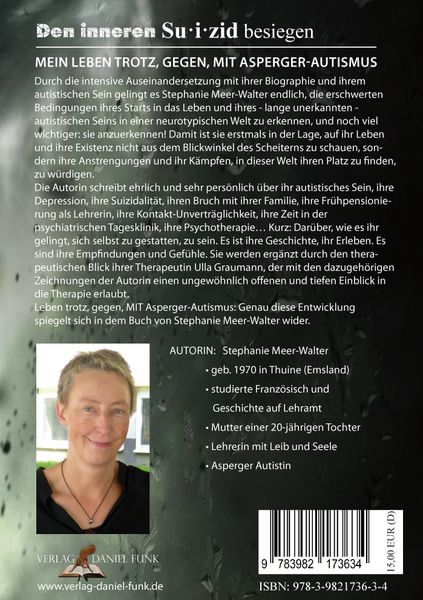 Den inneren Su·i·zid besiegen
MEIN LEBEN TROTZ, GEGEN, MIT ASPERGER-AUTISMUS
Durch die intensive Auseinandersetzung mit ihrer Biographie und ihrem
autistischen Sein gelingt es Stephanie Meer-Walter endlich, die erschwerten
Bedingungen ihres Starts in das Leben und ihres - lange unerkannten -
autistischen Seins in einer neurotypischen Welt zu erkennen, und noch viel
wichtiger: sie anzuerkennen! Damit ist sie erstmals in der Lage, auf ihr Leben
und ihre Existenz nicht aus dem Blickwinkel des Scheiterns zu schauen, son-
dern ihre Anstrengungen und ihr Kämpfen, in dieser Welt ihren Platz zu finden,
zu würdigen.
Die Autorin schreibt ehrlich und sehr persönlich über ihr autistisches Sein, ihre
Depression, ihre Suizidalität, ihren Bruch mit ihrer Familie, ihre Frühpensionie-
rung als Lehrerin, ihre Kontakt-Unverträglichkeit, ihre Zeit in der
psychiatrischen Tagesklinik, ihre Psychotherapie… Kurz: Darüber, wie es ihr
gelingt, sich selbst zu gestatten, zu sein. Es ist ihre Geschichte, ihr Erleben. Es
sind ihre Empfindungen und Gefühle. Sie werden ergänzt durch den thera-
peutischen Blick ihrer Therapeutin Ulla Graumann, der mit den dazugehörigen
Zeichnungen der Autorin einen ungewöhnlich offenen und tiefen Einblick in
die Therapie erlaubt.
Leben trotz, gegen, MIT Asperger-Autismus: Genau diese Entwicklung
spiegelt sich in dem Buch von Stephanie Meer-Walter wider.
AUTORIN: Stephanie Meer-Walter
• geb. 1970 in Thuine (Emsland)
• studierte Französisch und
Geschichte auf Lehramt
• Mutter einer 20-jährigen Tochter
• Lehrerin mit Leib und Seele
• Asperger Autistin
VERLAG DANIEL FUNK
www.verlag-daniel-funk.de
9 783982 173634
15,00 EUR (D)
ISBN: 978-3-9821736-3-4